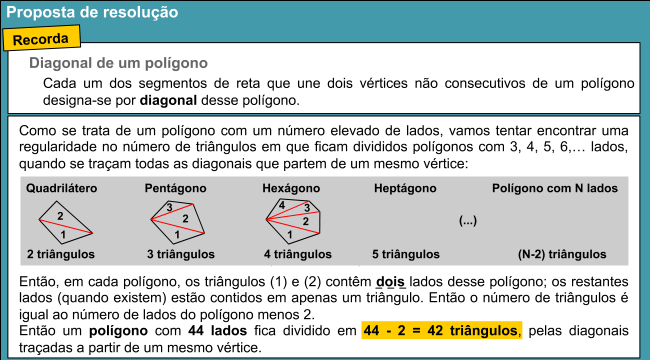 Proposta de resolução
Recorda
Diagonal de um polígono
Cada um dos segmentos de reta que une dois vértices não consecutivos de um polígono
designa-se por diagonal desse polígono.
Como se trata de um polígono com um número elevado de lados, vamos tentar encontrar uma
regularidade no número de triângulos em que ficam divididos polígonos com 3, 4, 5, 6,… lados,
quando se traçam todas as diagonais que partem de um mesmo vértice:
Quadrilátero Pentágono Hexágono Heptágono Polígono com N lados
2 1 3 2 1 4 3 2 1 (...)
2 triângulos 3 triângulos 4 triângulos 5 triângulos (N-2) triângulos
Então, em cada polígono, os triângulos (1) e (2) contêm dois lados desse polígono; os restantes
lados (quando existem) estão contidos em apenas um triângulo. Então o número de triângulos é
igual ao número de lados do polígono menos 2.
Então um polígono com 44 lados fica dividido em 44 - 2 = 42 triângulos, pelas diagonais
traçadas a partir de um mesmo vértice.